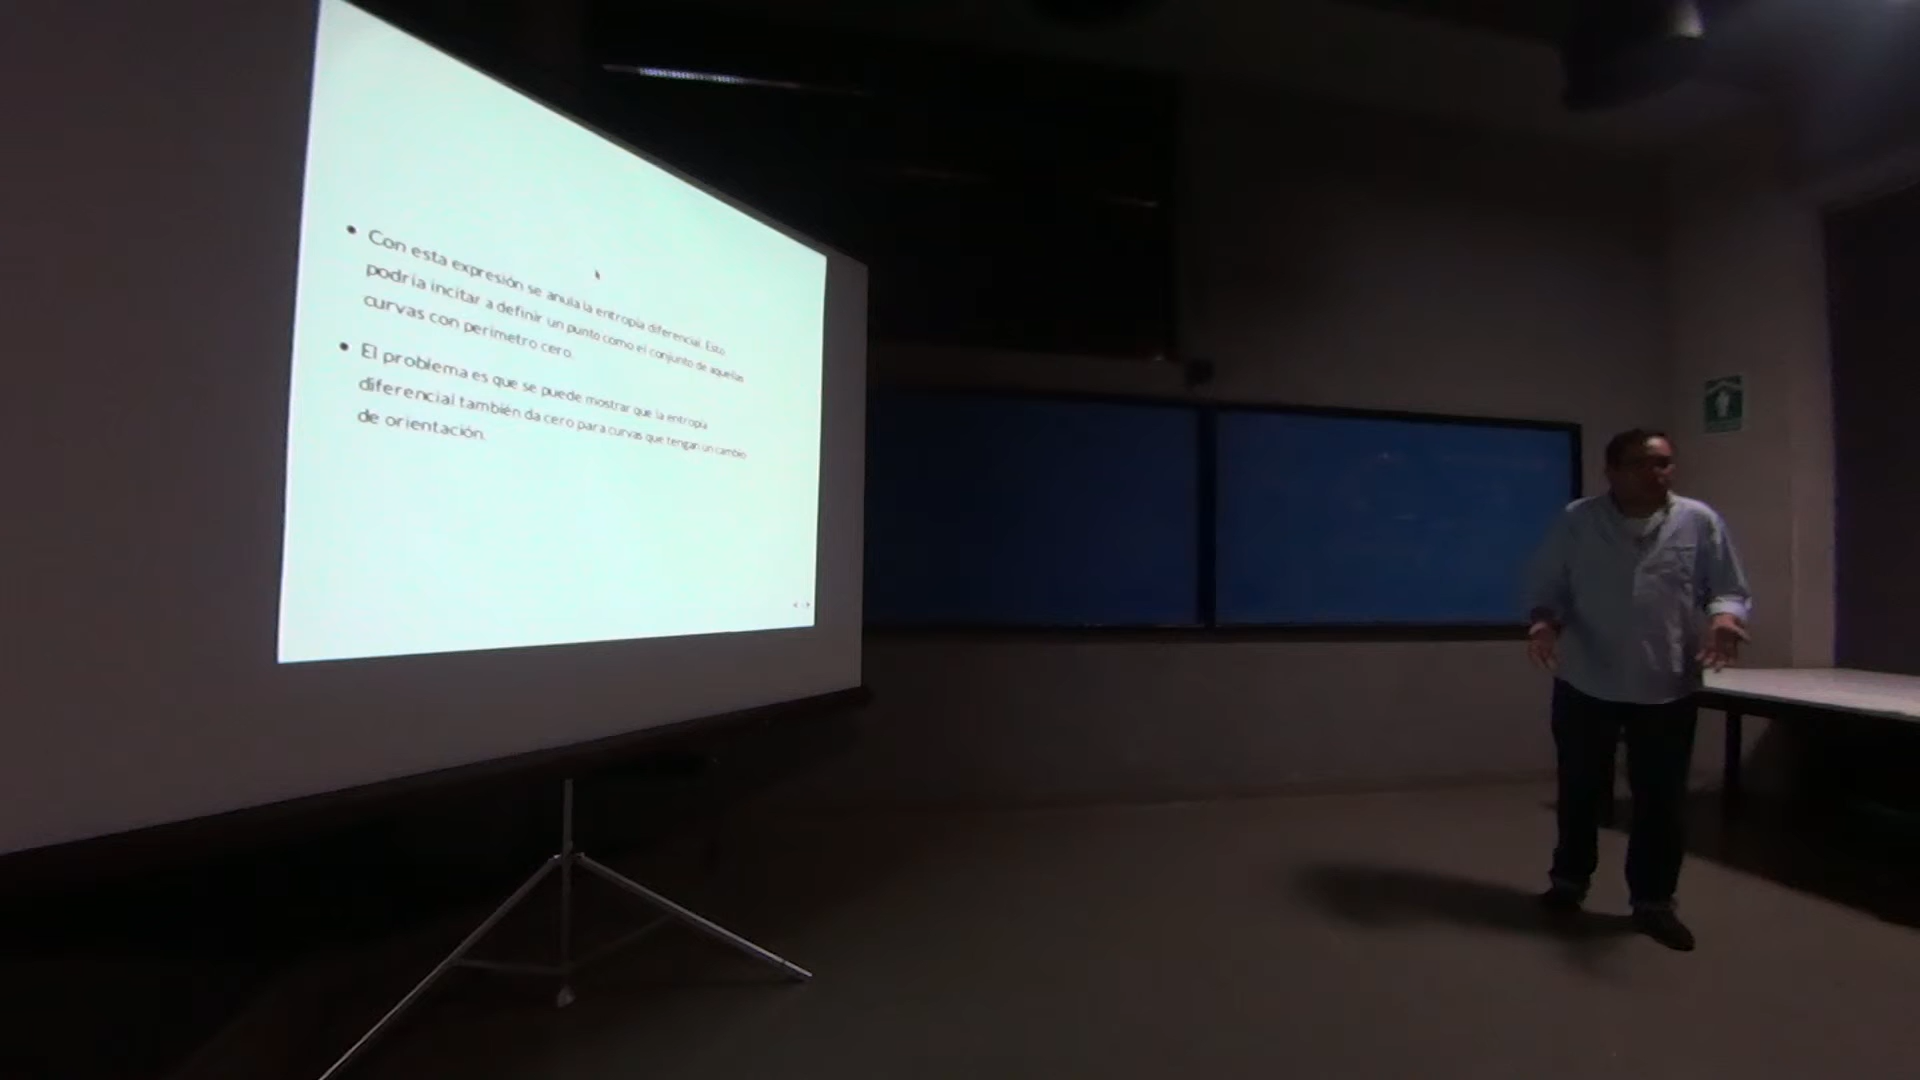 • Con esta expresión se anula la entropía diferencial. Esto
podría incitar a definir un punto como el conjunto de aquellas
curvas con perímetro cero.
• El problema es que se puede mostrar que la entropía
diferencial también da cero para curvas que tengan un cambio
de orientación.